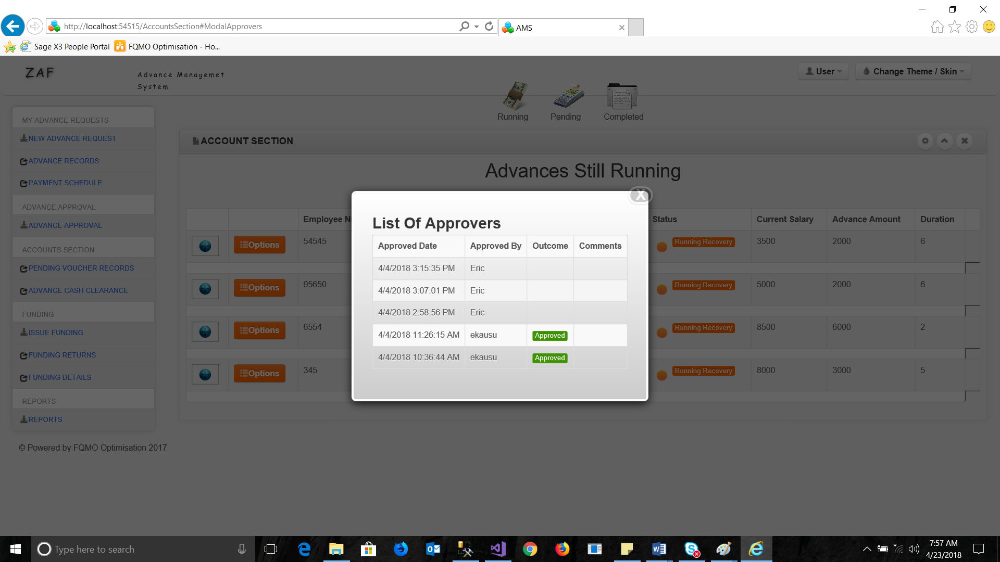 http://localhost:54515/AccountsSection#ModalApprovers
AMS
Sage X3 People Portal
FQMO Optimisation - Ho...
ZAF
Advance Managemet
System
User
Change Theme / Skin
Running
Pending
Completed
MY ADVANCE REQUESTS
NEW ADVANCE REQUEST
ADVANCE RECORDS
PAYMENT SCHEDULE
ADVANCE APPROVAL
ADVANCE APPROVAL
ACCOUNTS SECTION
PENDING VOUCHER RECORDS
ADVANCE CASH CLEARANCE
FUNDING
ISSUE FUNDING
FUNDING RETURNS
FUNDING DETAILS
REPORTS
REPORTS
© Powered by FQMO Optimisation 2017
ACCOUNT SECTION
Advances Still Running
Employee N Status Current Salary Advance Amount Duration
Options 54545 Running Recovery 3500 2000 6
Options 95650 Running Recovery 5000 2000 6
Options 6554 Running Recovery 8500 6000 2
Options 345 Running Recovery 8000 3000 5
X
List Of Approvers
Approved Date Approved By Outcome Comments
4/4/2018 3:15:35 PM Eric
4/4/2018 3:07:01 PM Eric
4/4/2018 2:58:56 PM Eric
4/4/2018 11:26:15 AM ekausu Approved
4/4/2018 10:36:44 AM ekausu Approved
Type here to search
7:57 AM
4/23/2018